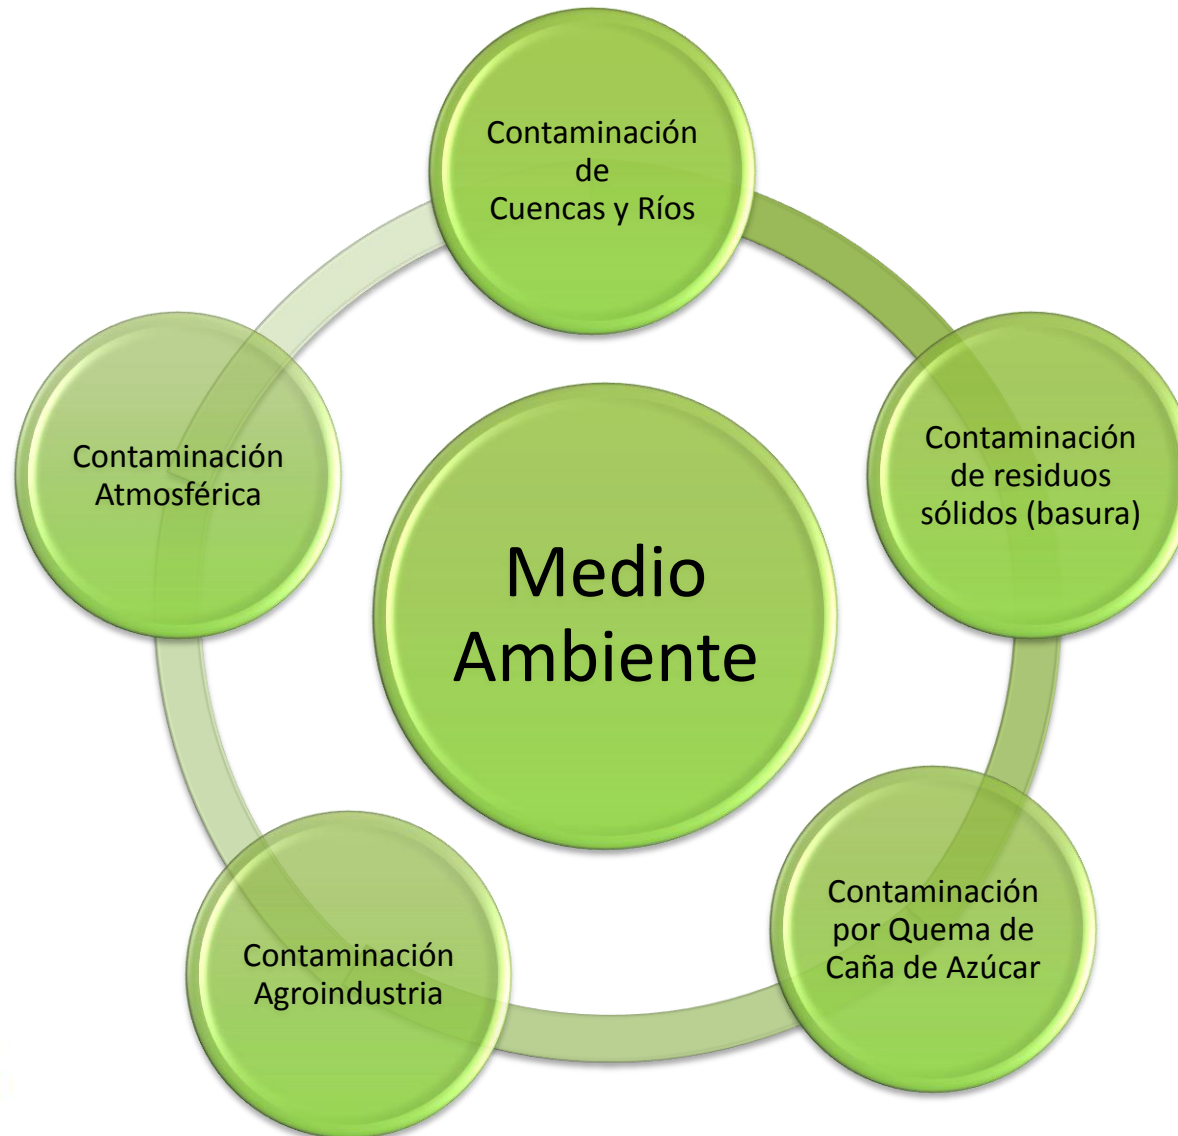 Contaminación
de
Cuencas y Ríos
Contaminación
de residuos
sólidos (basura)
Contaminación
por Quema de
Caña de Azúcar
Contaminación
Agroindustria
Contaminación
Atmosférica
Medio
Ambiente